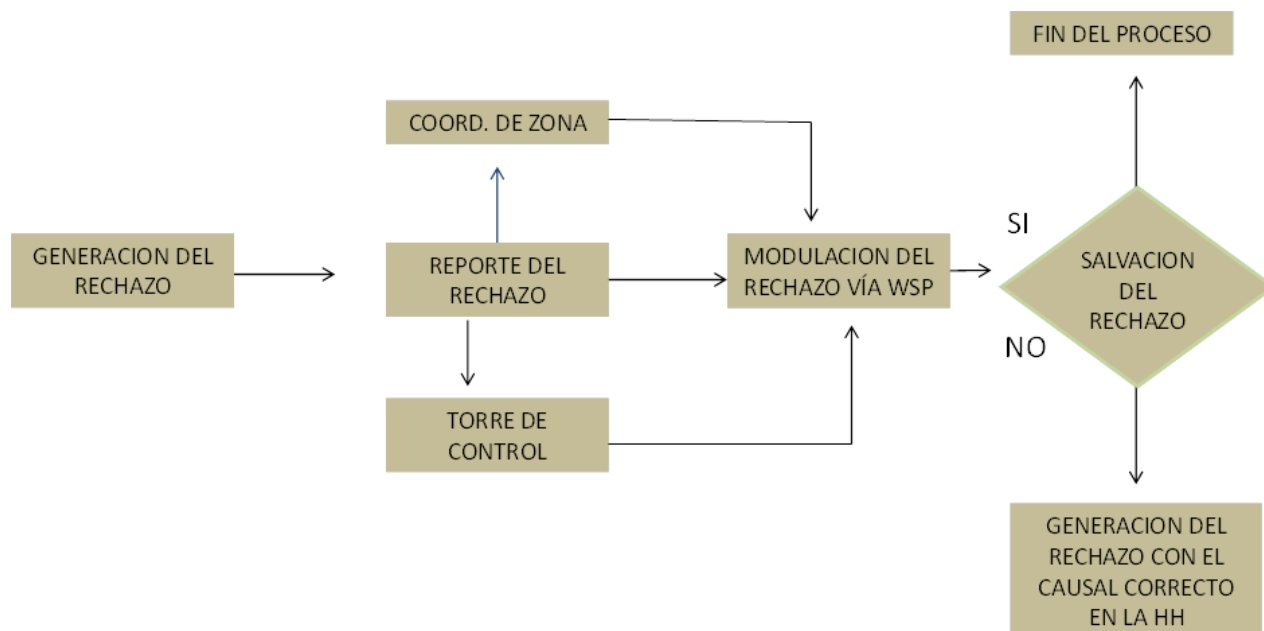 FIN DEL PROCESO
COORD. DE ZONA
GENERACION DEL
RECHAZO
REPORTE DEL
RECHAZO
MODULACION DEL
RECHAZO VÍA WSP
SI
NO
SALVACION
DEL
RECHAZO
TORRE DE
CONTROL
GENERACION DEL
RECHAZO CON EL
CAUSAL CORRECTO
EN LA HH